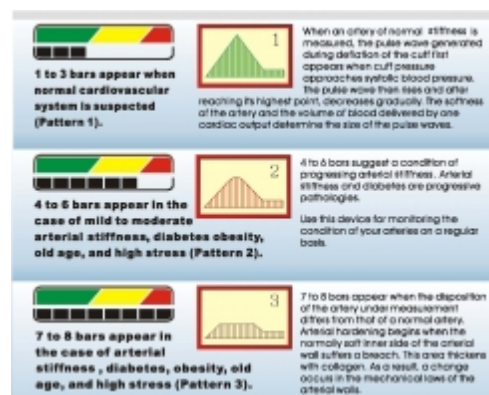 1 to 3 bars appear when
normal cardiovascular
system is suspected
(Pattern 1).
1
When an artery of normal stiffness is
measured, the pulse wave generated
during deflation of the cuff first
appears when cuff pressure
approaches systolic blood pressure.
The pulse wave then rises and after
reaching its highest point, decreases gradually. The softness
of the artery and the volume of blood delivered by one
cardiac output determine the size of the pulse waves.
4 to 6 bars appear in the
case of mild to moderate
arterial stiffness, diabetes obesity,
old age, and high stress (Pattern 2).
2
4 to 6 bars suggest a condition of
progressing arterial stiffness. Arterial
stiffness and diabetes are progressive
pathologies.
Use this device for monitoring the
condition of your arteries on a regular
basis.
7 to 8 bars appear in
the case of arterial
stiffness , diabetes, obesity, old
age, and high stress (Pattern 3).
3
7 to 8 bars appear when the disposition
of the artery under measurement
differs from that of a normal artery.
Arterial hardening begins when the
normally soft inner side of the arterial
wall suffers a breach. This area thickens
with collagen. As a result, a change
occurs in the mechanical laws of the
arterial walls.